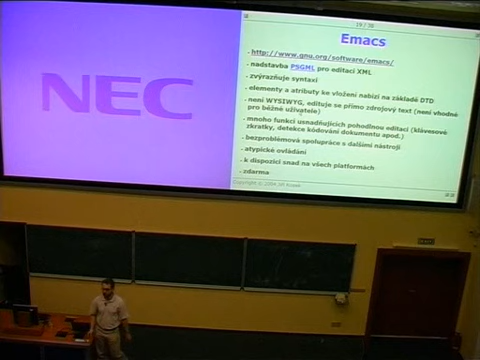 NEC
19 / 38
Emacs
http://www.gnu.org/software/emacs/
nadstavba PSGML pro editaci XML
zvýrazňuje syntaxi
elementy a atributy ke vložení nabízí na základě DTD
není WYSIWYG, edituje se přímo zdrojový text (není vhodné
pro běžné uživatele)
mnoho funkcí usnadňujících pohodlnou editaci (klávesové
zkratky, detekce kódování dokumentu apod.)
bezproblémová spolupráce s dalšími nástroji
atypické ovládání
k dispozici snad na všech platformách
zdarma
Copyright © 2004 Jiří Kosek